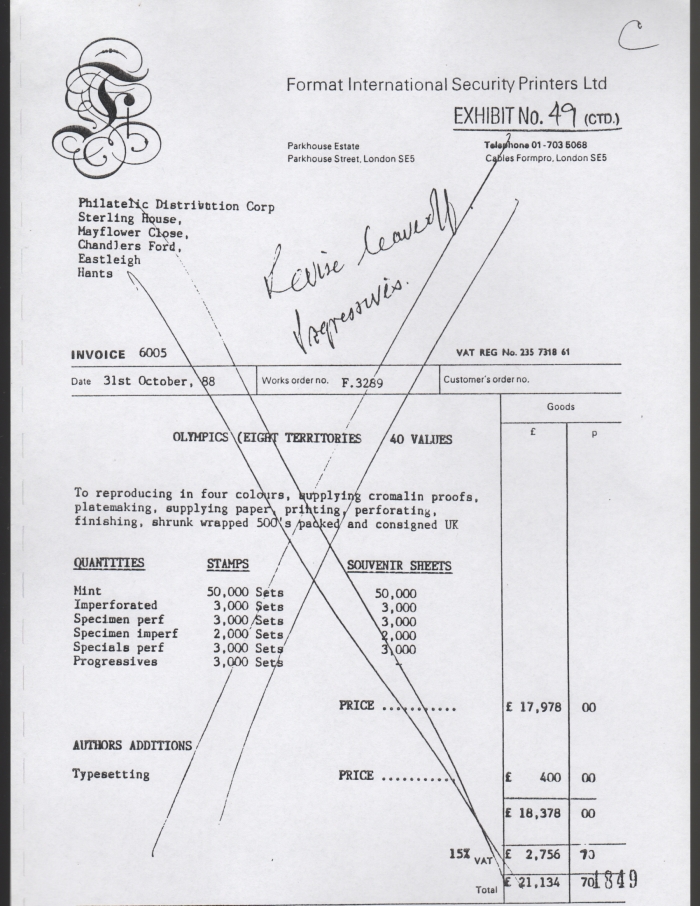 C
Format International Security Printers Ltd
EXHIBIT No. 49 (CTD.)
Parkhouse Estate
Parkhouse Street, London SE5
Telephone 01-703 5068
Cables Formpro, London SE5
Philatelic Distribution Corp
Sterling House,
Mayflower Close,
Chandlers Ford,
Eastleigh
Hants
Revise leave off
Progressives.
INVOICE 6005
VAT REG No. 235 7318 61
Date 31st October, 88 Works order no. F.3289 Customer's order no.
Goods
£ p
OLYMPICS (EIGHT TERRITORIES 40 VALUES
To reproducing in four colours, supplying cromalin proofs,
platemaking, supplying paper, printing, perforating,
finishing, shrunk wrapped 500's packed and consigned UK
QUANTITIES STAMPS SOUVENIR SHEETS
Mint 50,000 Sets 50,000
Imperforated 3,000 Sets 3,000
Specimen perf 3,000 Sets 3,000
Specimen imperf 2,000 Sets 2,000
Specials perf 3,000 Sets 3,000
Progressives 3,000 Sets -
PRICE .......... £ 17,978 00
AUTHORS ADDITIONS
Typesetting PRICE .......... £ 400 00
£ 18,378 00
15% VAT £ 2,756 70
Total £ 21,134 70
1849